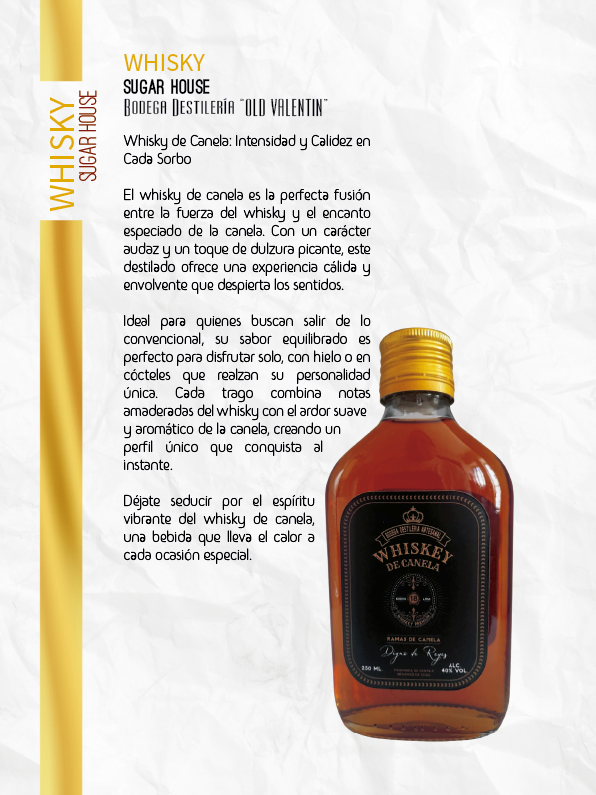 WHISKY
SUGAR HOUSE
WHISKY
SUGAR HOUSE
BODEGA DESTILERÍA "OLD VALENTIN"
Whisky de Canela: Intensidad y Calidez en
Cada Sorbo
El whisky de canela es la perfecta fusión
entre la fuerza del whisky y el encanto
especiado de la canela. Con un carácter
audaz y un toque de dulzura picante, este
destilado ofrece una experiencia cálida y
envolvente que despierta los sentidos.
Ideal para quienes buscan salir de lo
convencional, su sabor equilibrado es
perfecto para disfrutar solo, con hielo o en
cócteles que realzan su personalidad
única. Cada trago combina notas
amaderadas del whisky con el ardor suave
y aromático de la canela, creando un
perfil único que conquista al
instante.
Déjate seducir por el espíritu
vibrante del whisky de canela,
una bebida que lleva el calor a
cada ocasión especial.
BODEGA DESTILERIA ARTESANAL
WHISKEY
DE CANELA
RAMAS DE CANELA
Digno de Reyes
250 ML.
ALC.
40% VOL.